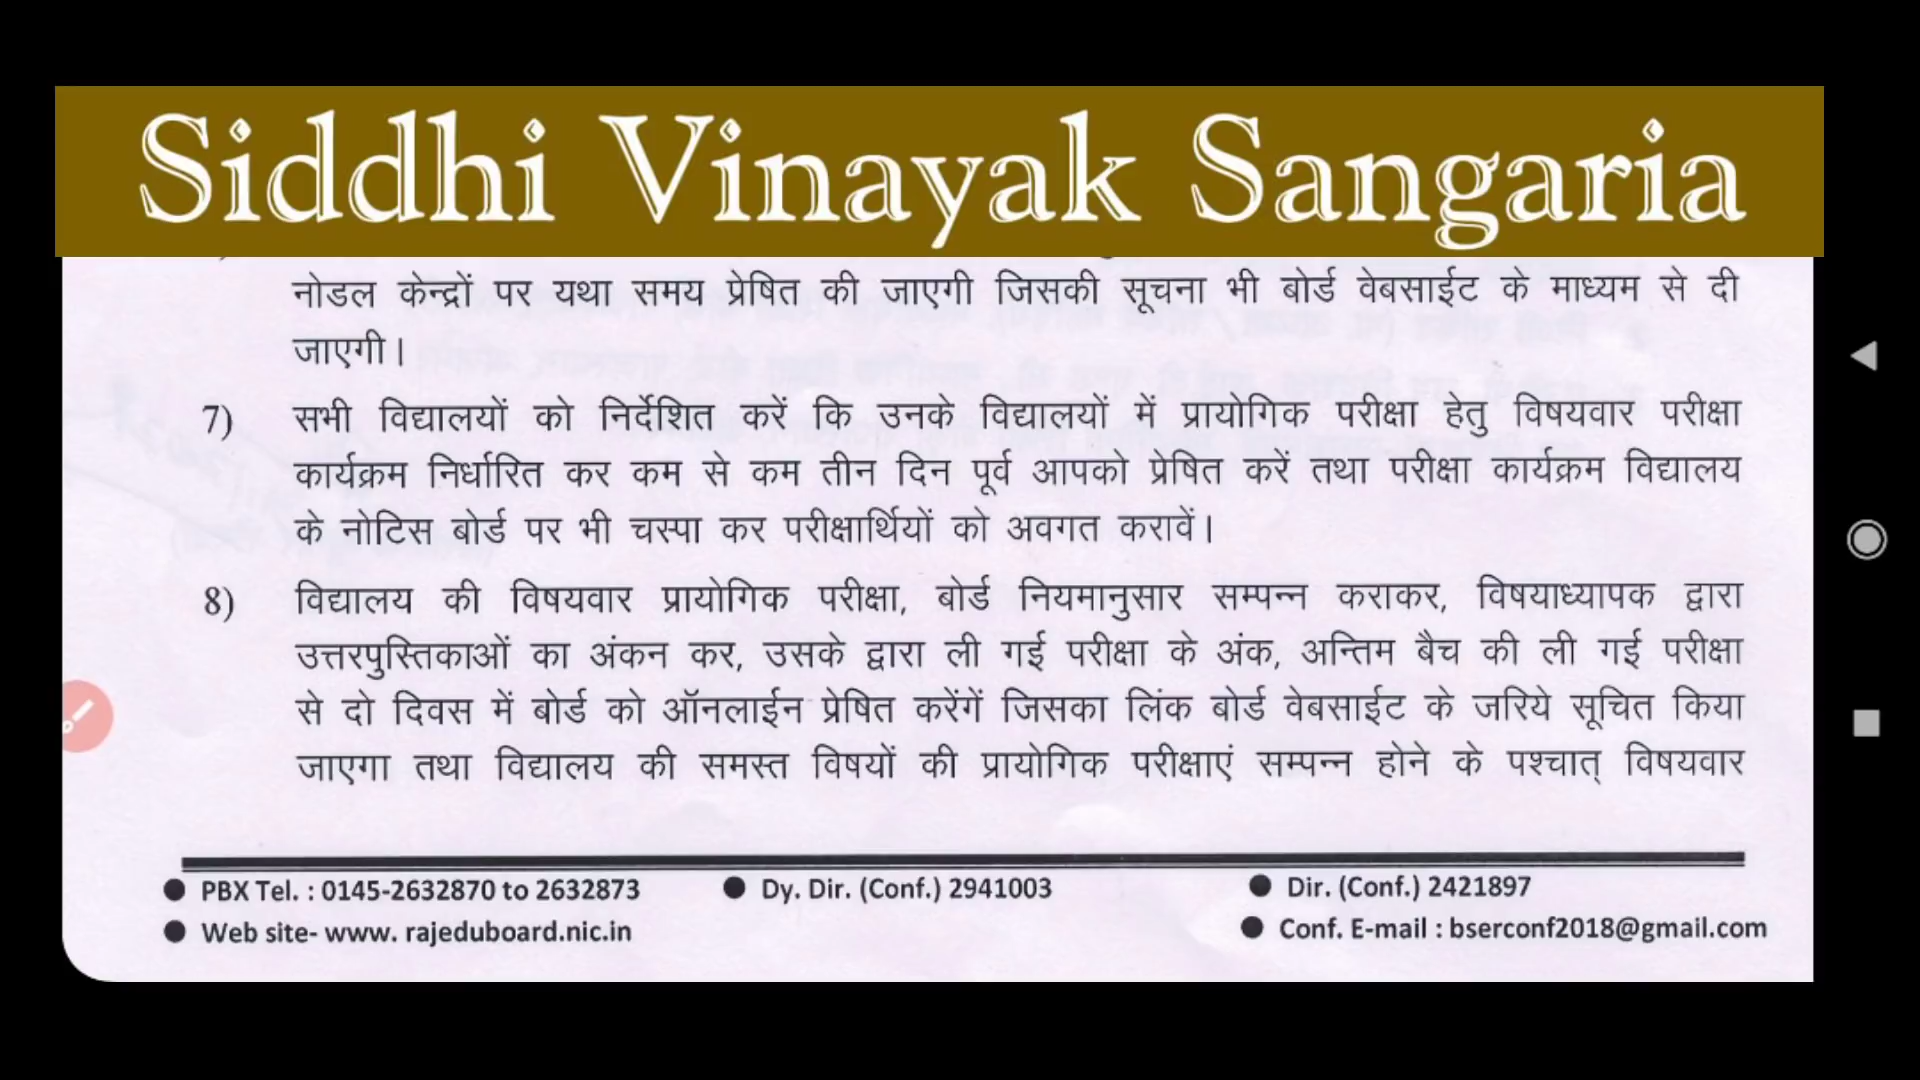 Siddhi Vinayak Sangaria
नोडल केन्द्रों पर यथा समय प्रेषित की जाएगी जिसकी सूचना भी बोर्ड वेबसाईट के माध्यम से दी
जाएगी।
7) सभी विद्यालयों को निर्देशित करें कि उनके विद्यालयों में प्रायोगिक परीक्षा हेतु विषयवार परीक्षा
कार्यक्रम निर्धारित कर कम से कम तीन दिन पूर्व आपको प्रेषित करें तथा परीक्षा कार्यक्रम विद्यालय
के नोटिस बोर्ड पर भी चस्पा कर परीक्षार्थियों को अवगत करावें।
8) विद्यालय की विषयवार प्रायोगिक परीक्षा, बोर्ड नियमानुसार सम्पन्न कराकर, विषयाध्यापक द्वारा
उत्तरपुस्तिकाओं का अंकन कर, उसके द्वारा ली गई परीक्षा के अंक, अन्तिम बैच की ली गई परीक्षा
से दो दिवस में बोर्ड को ऑनलाईन प्रेषित करेंगें जिसका लिंक बोर्ड वेबसाईट के जरिये सूचित किया
जाएगा तथा विद्यालय की समस्त विषयों की प्रायोगिक परीक्षाएं सम्पन्न होने के पश्चात् विषयवार
● PBX Tel. : 0145-2632870 to 2632873 ● Dy. Dir. (Conf.) 2941003 ● Dir. (Conf.) 2421897
● Web site- www. rajeduboard.nic.in ● Conf. E-mail : bserconf2018@gmail.com